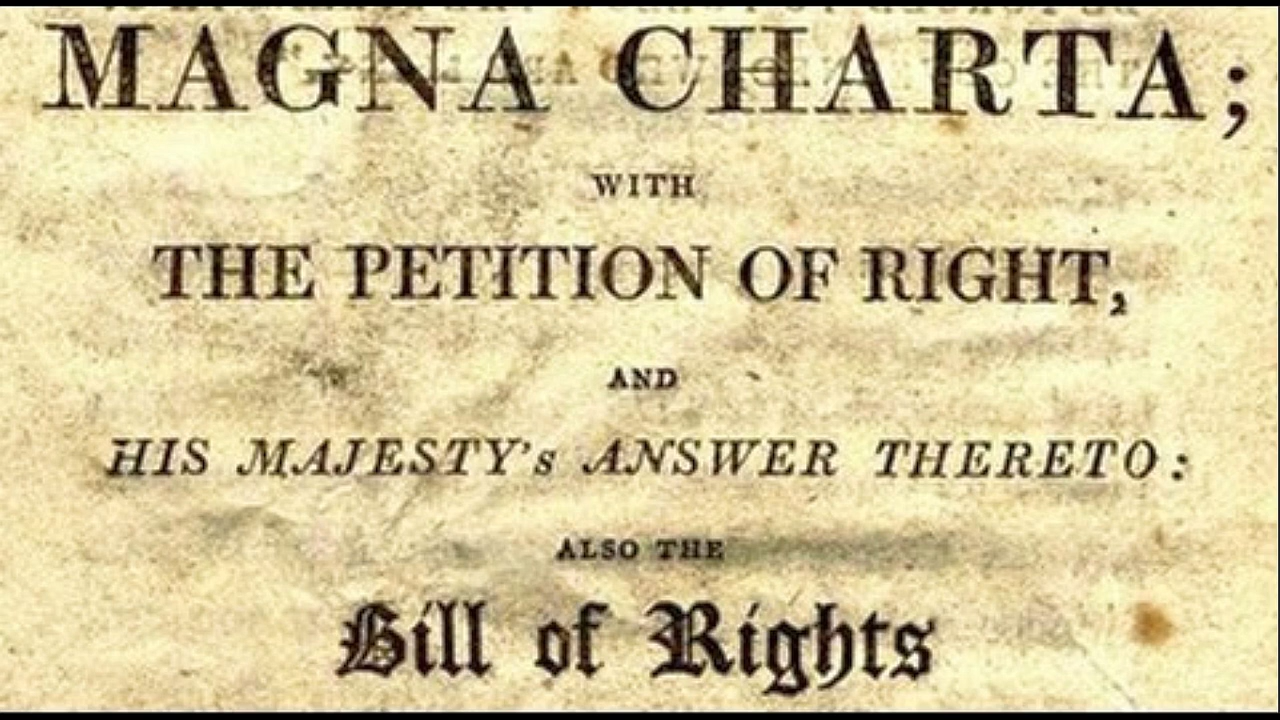 MAGNA CHARTA;
WITH
THE PETITION OF RIGHT,
AND
HIS MAJESTY's ANSWER THERETO:
ALSO THE
Bill of Rights